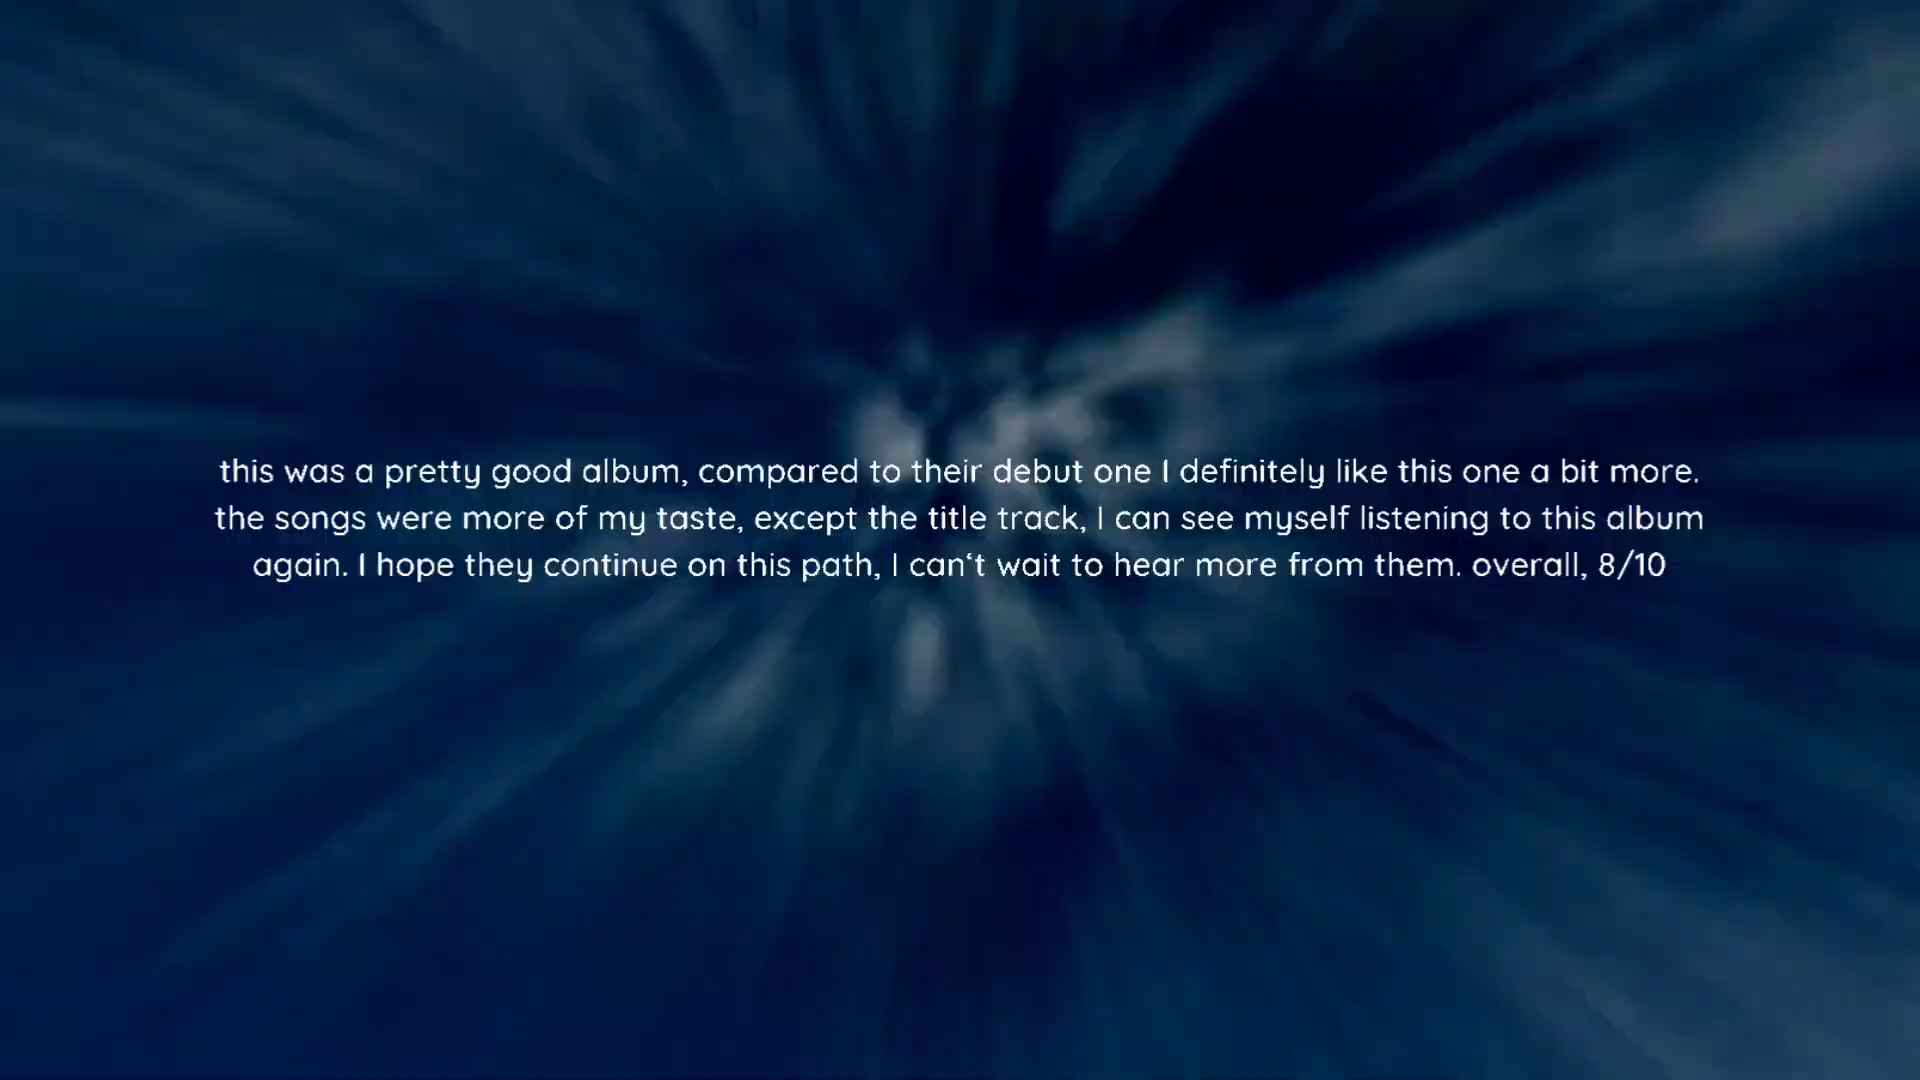 this was a pretty good album, compared to their debut one I definitely like this one a bit more.
the songs were more of my taste, except the title track, I can see myself listening to this album
again. I hope they continue on this path, I can‘t wait to hear more from them. overall, 8/10